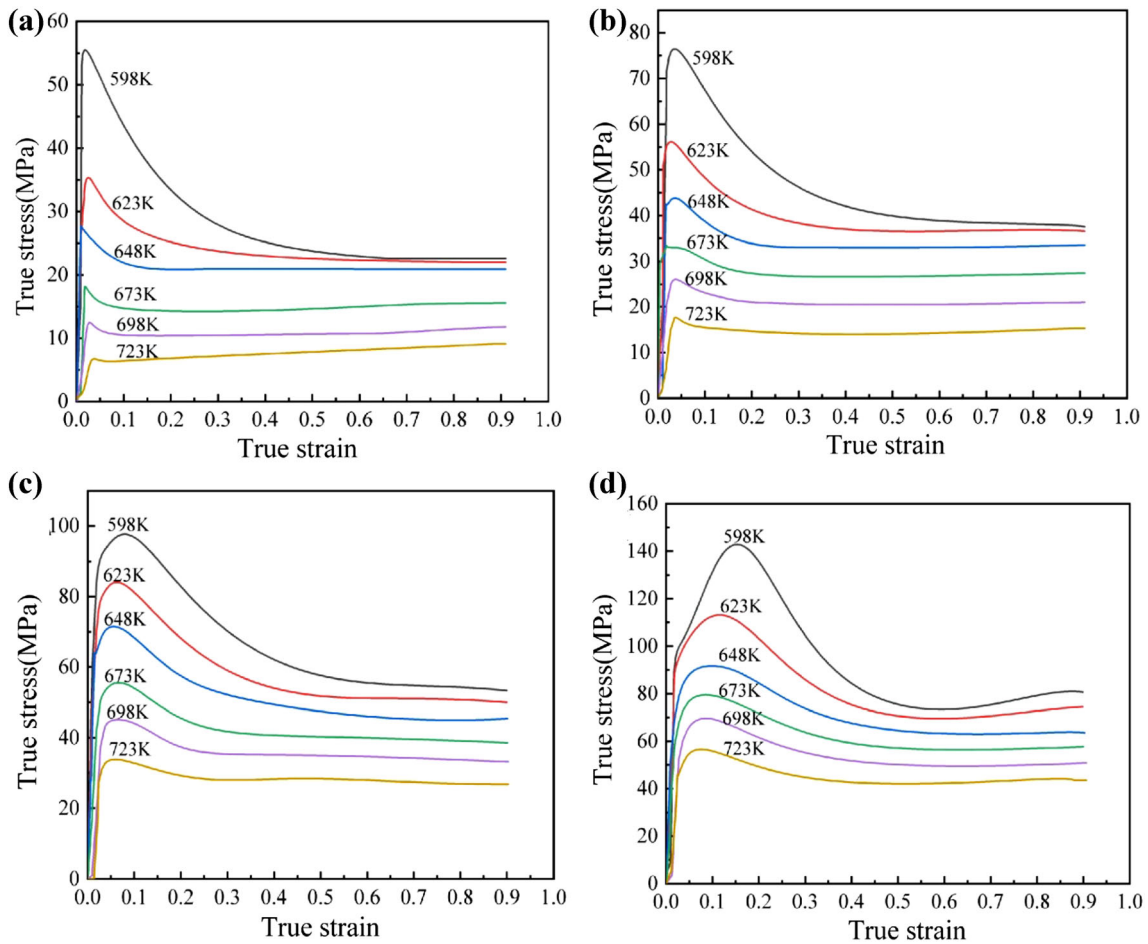 (a)
60
50
40
30
20
10
0
True stress(MPa)
598K
623K
648K
673K
698K
723K
0.0 0.1 0.2 0.3 0.4 0.5 0.6 0.7 0.8 0.9 1.0
True strain
(b)
80
70
60
50
40
30
20
10
0
True stress(MPa)
598K
623K
648K
673K
698K
723K
0.0 0.1 0.2 0.3 0.4 0.5 0.6 0.7 0.8 0.9 1.0
True strain
(c)
100
80
60
40
20
0
True stress(MPa)
598K
623K
648K
673K
698K
723K
0.0 0.1 0.2 0.3 0.4 0.5 0.6 0.7 0.8 0.9 1.0
True strain
(d)
160
140
120
100
80
60
40
20
0
True stress(MPa)
598K
623K
648K
673K
698K
723K
0.0 0.1 0.2 0.3 0.4 0.5 0.6 0.7 0.8 0.9 1.0
True strain